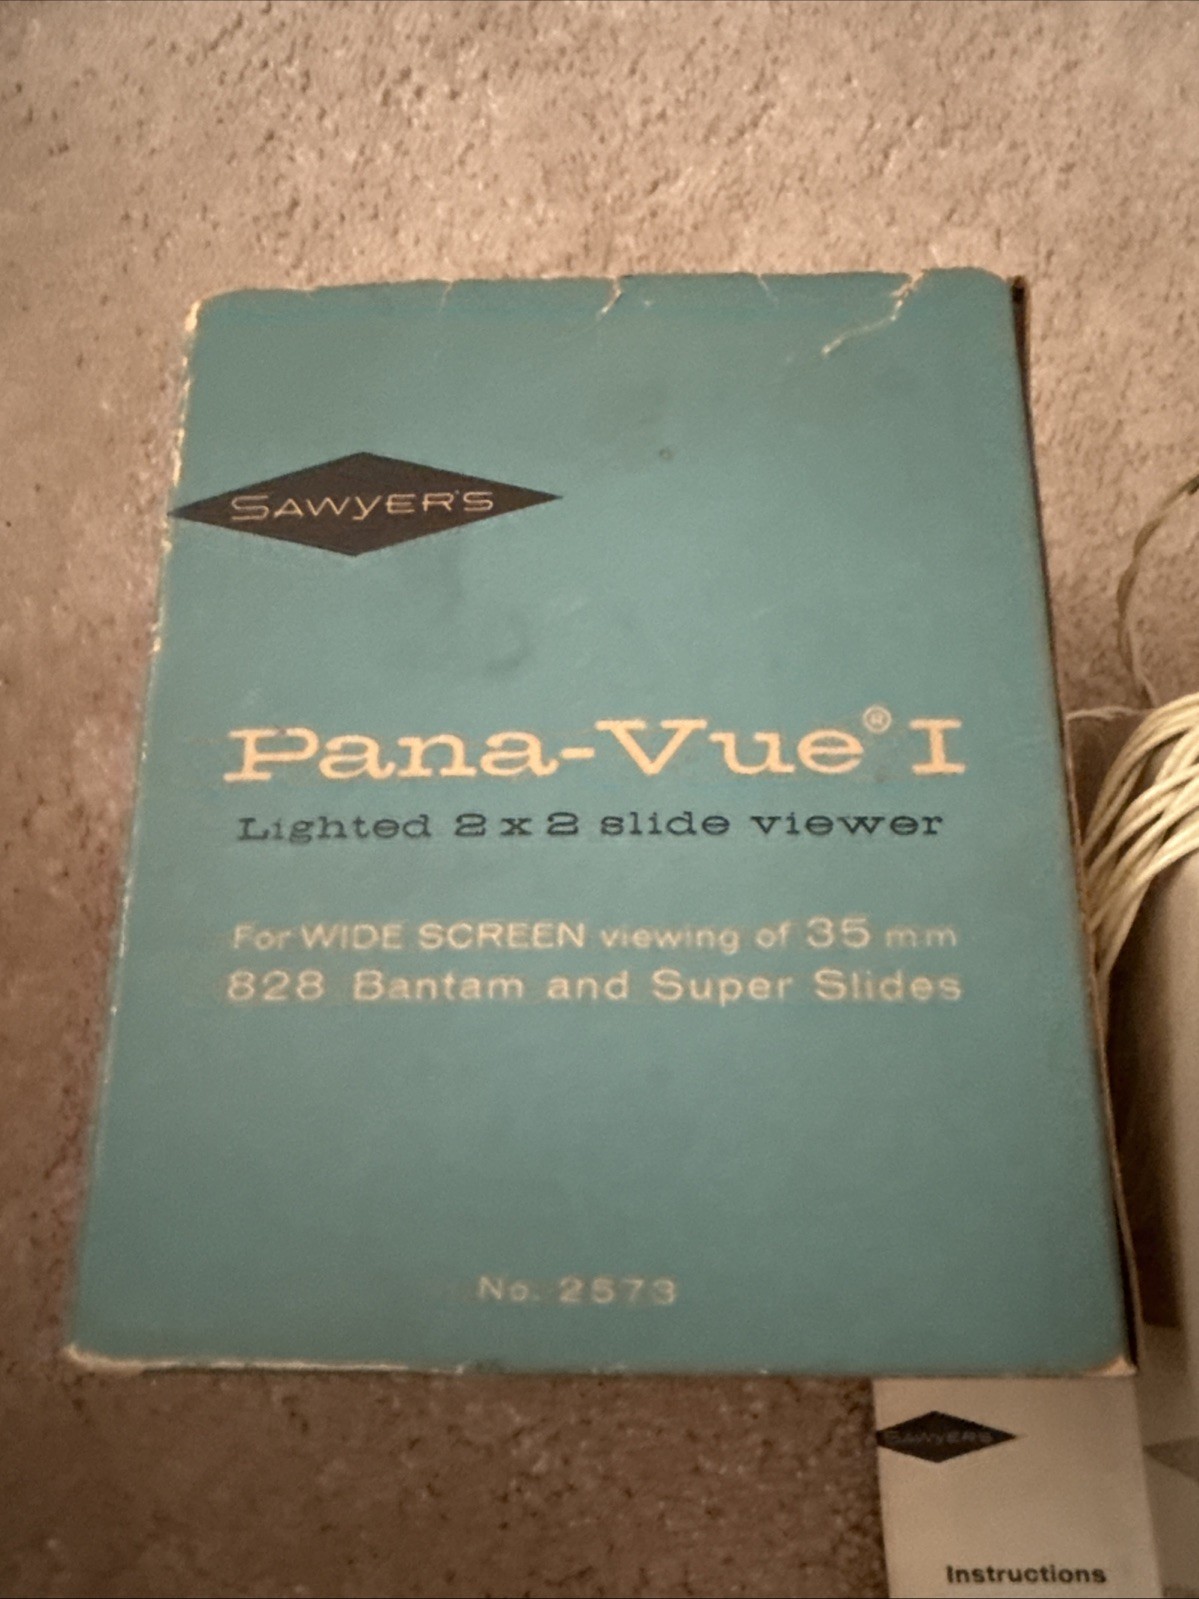 SAWYER'S
Pana-Vue® I
Lighted 2 x 2 slide viewer
For WIDE SCREEN viewing of 35 mm
828 Bantam and Super Slides
No. 2573
SAWYER'S
Instructions